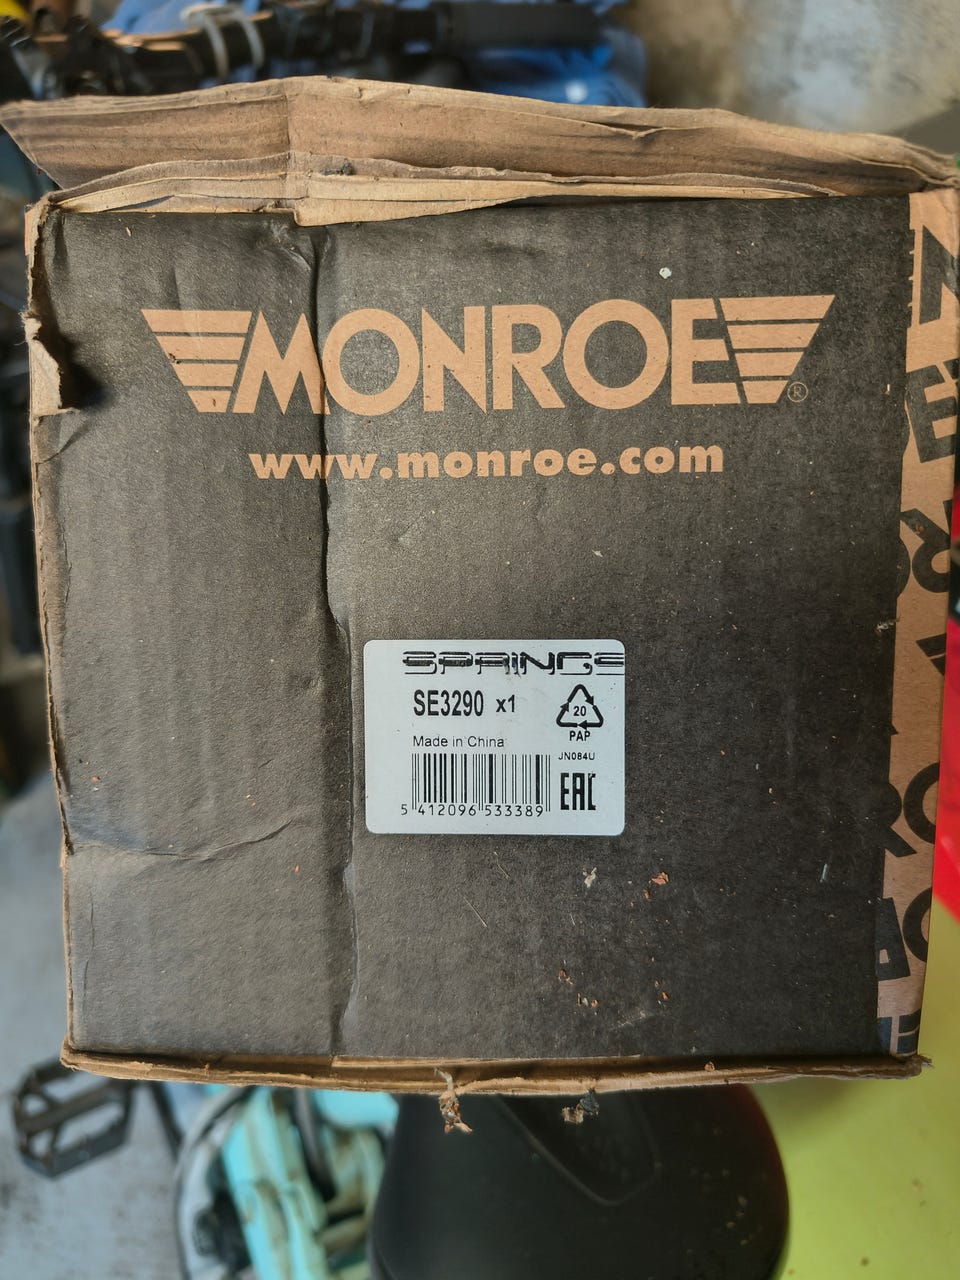 MONROE®
www.monroe.com
SPRINGS
SE3290 x1
20
PAP
Made in China
JN084U
5 412096 533389
EAC